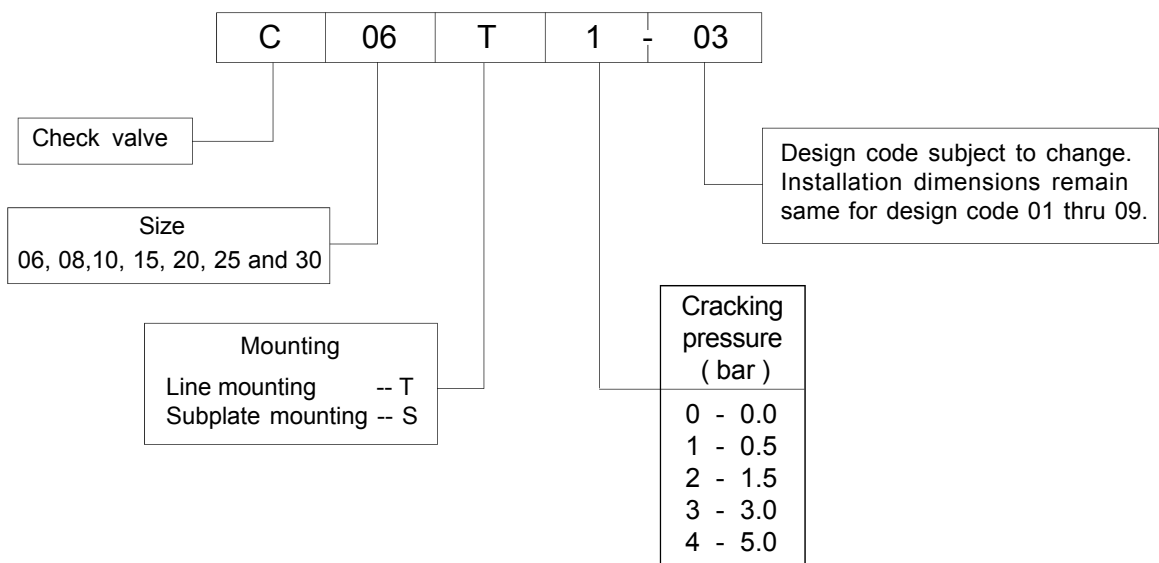 C 06 T 1 - 03
Check valve
Design code subject to change.
Installation dimensions remain
same for design code 01 thru 09.
Size
06, 08,10, 15, 20, 25 and 30
Mounting
Line mounting -- T
Subplate mounting -- S
Cracking
pressure
( bar )
0 - 0.0
1 - 0.5
2 - 1.5
3 - 3.0
4 - 5.0